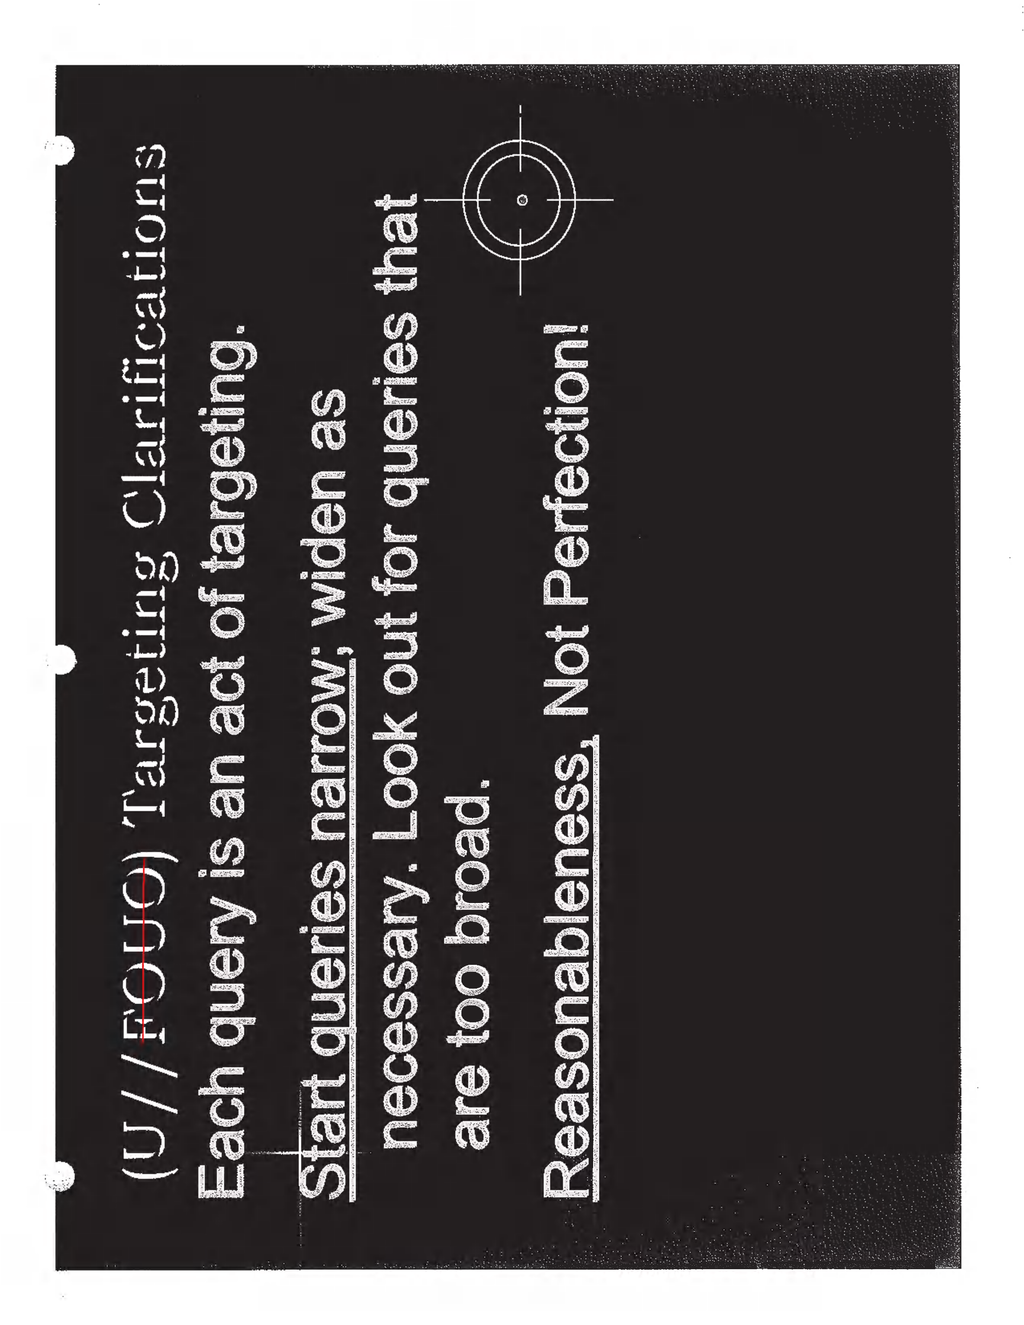 (U//FOUO) Targeting Clarifications
Each query is an act of targeting.
Start queries narrow; widen as
necessary. Look out for queries that
are too broad.
Reasonableness, Not Perfection!